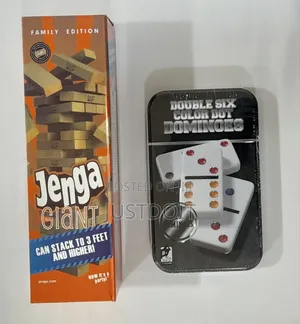 FAMILY EDITION
Jenga
GIANT
CAN STACK TO 3 FEET
AND HIGHER!
DOUBLE SIX
COLOR DOT
DOMINOES